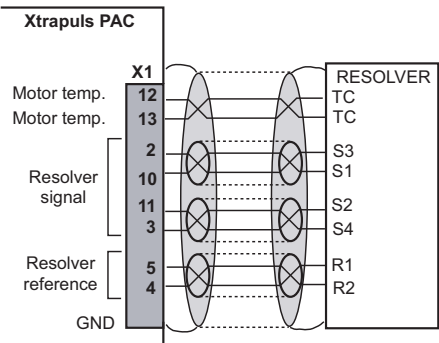 Xtrapuls PAC
X1
RESOLVER
Motor temp. 12 TC
Motor temp. 13 TC
2 S3
Resolver signal
10 S1
11 S2
3 S4
Resolver reference
5 R1
4 R2
GND